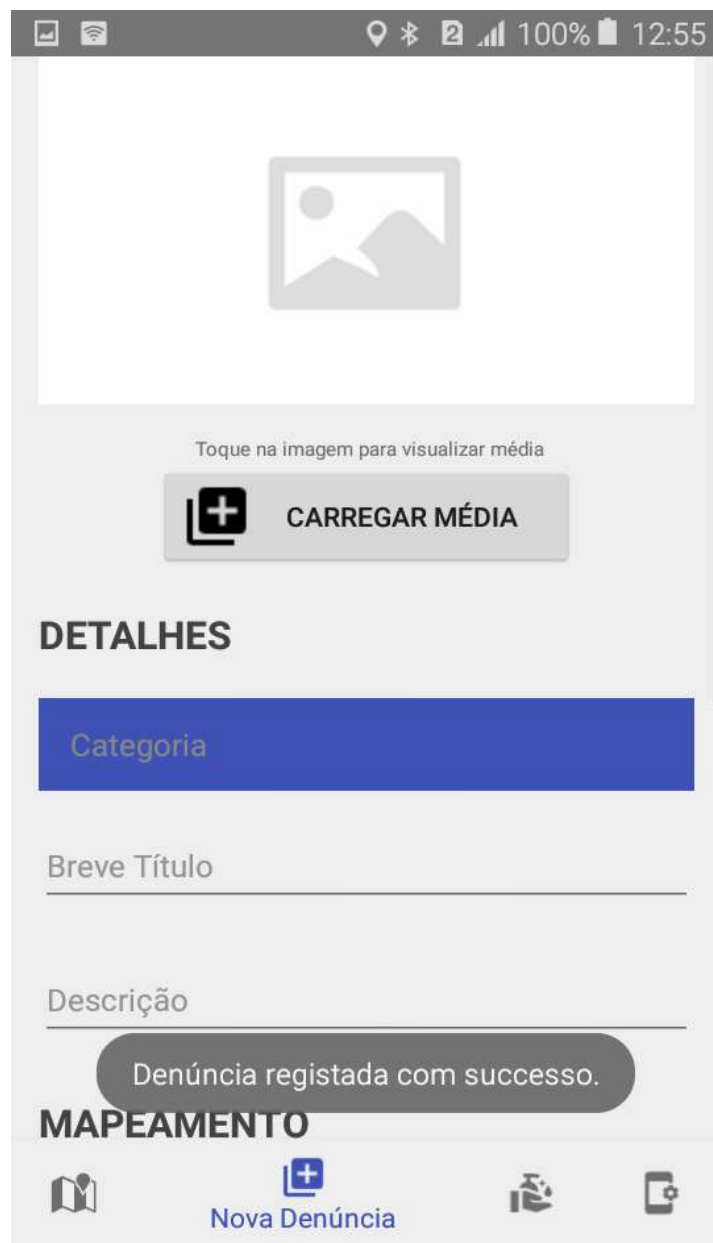 2 100% 12:55
Toque na imagem para visualizar média
CARREGAR MÉDIA
DETALHES
Categoria
Breve Título
Descrição
Denúncia registada com successo.
MAPEAMENTO
Nova Denúncia